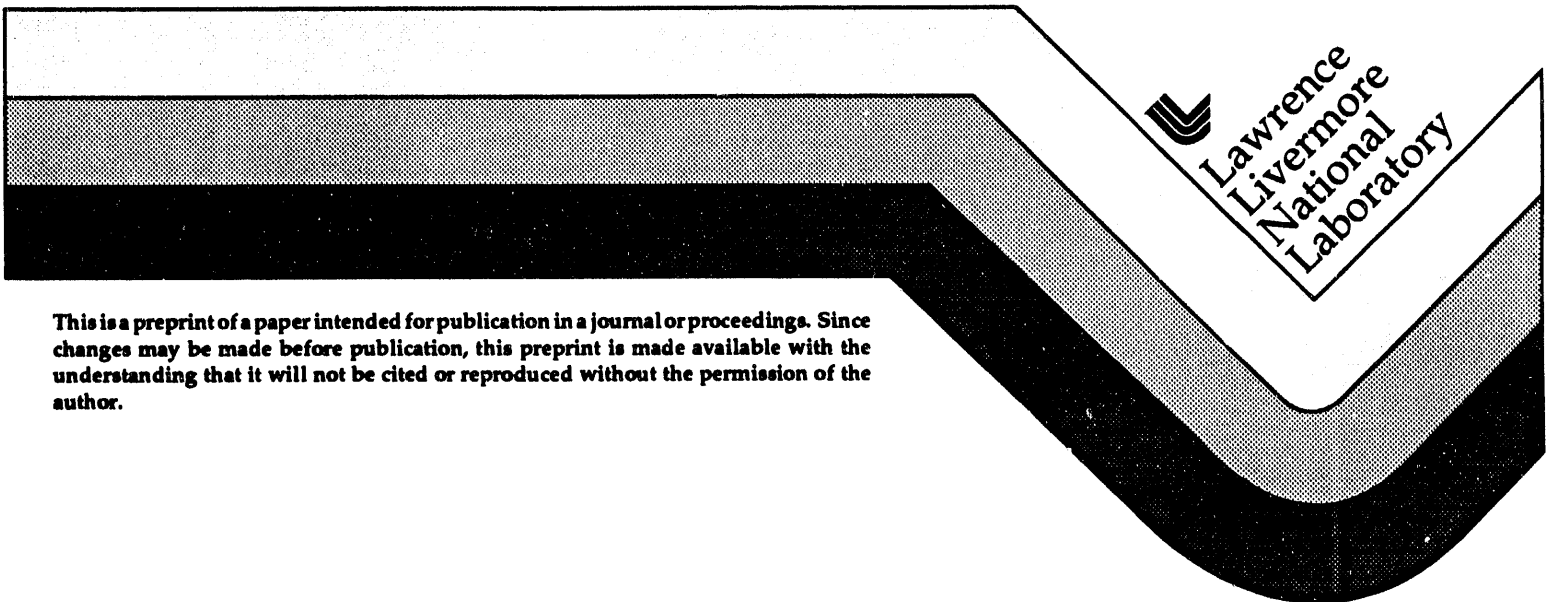 Lawrence
Livermore
National
Laboratory
This is a preprint of a paper intended for publication in a journal or proceedings. Since
changes may be made before publication, this preprint is made available with the
understanding that it will not be cited or reproduced without the permission of the
author.